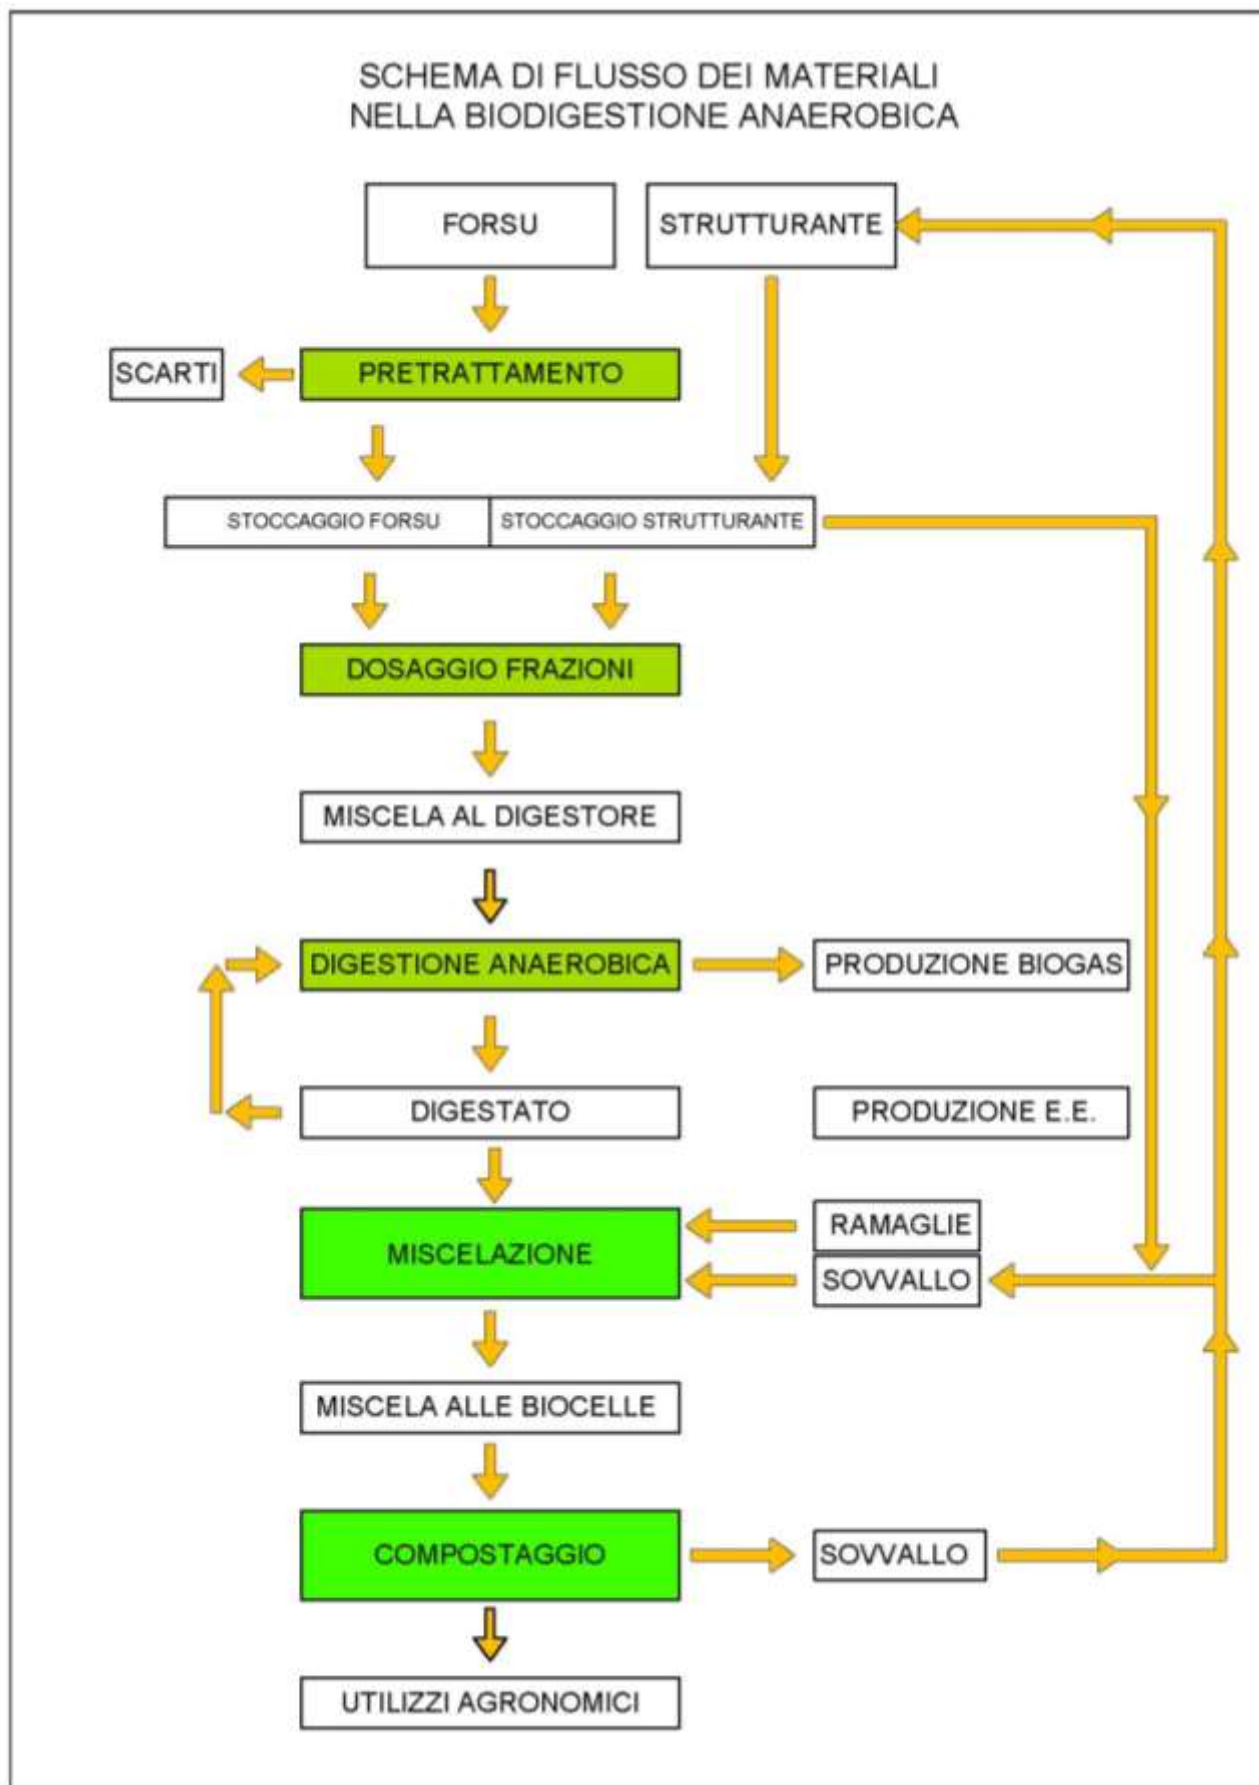 SCHEMA DI FLUSSO DEI MATERIALI
NELLA BIODIGESTIONE ANAEROBICA
FORSU
STRUTTURANTE
SCARTI
PRETRATTAMENTO
STOCCAGGIO FORSU
STOCCAGGIO STRUTTURANTE
DOSAGGIO FRAZIONI
MISCELA AL DIGESTORE
DIGESTIONE ANAEROBICA
PRODUZIONE BIOGAS
DIGESTATO
PRODUZIONE E.E.
MISCELAZIONE
RAMAGLIE
SOVVALLO
MISCELA ALLE BIOCELLE
COMPOSTAGGIO
SOVVALLO
UTILIZZI AGRONOMICI